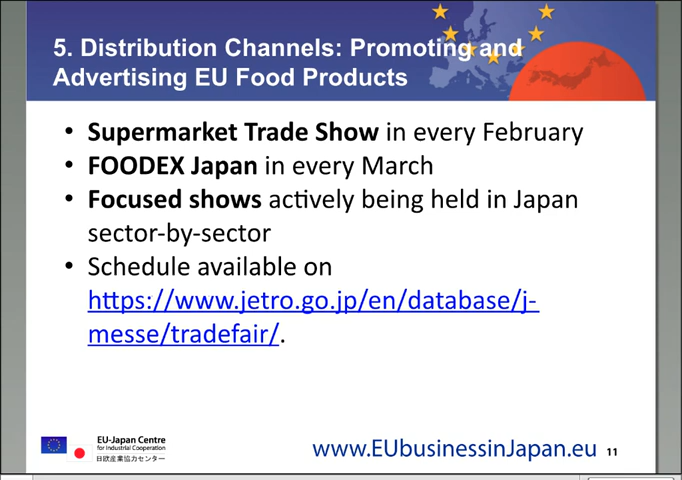 5. Distribution Channels: Promoting and
Advertising EU Food Products
• Supermarket Trade Show in every February
• FOODEX Japan in every March
• Focused shows actively being held in Japan
sector-by-sector
• Schedule available on
https://www.jetro.go.jp/en/database/j-
messe/tradefair/.
EU-Japan Centre
for Industrial Cooperation
日欧産業協力センター
www.EUbusinessinJapan.eu
11